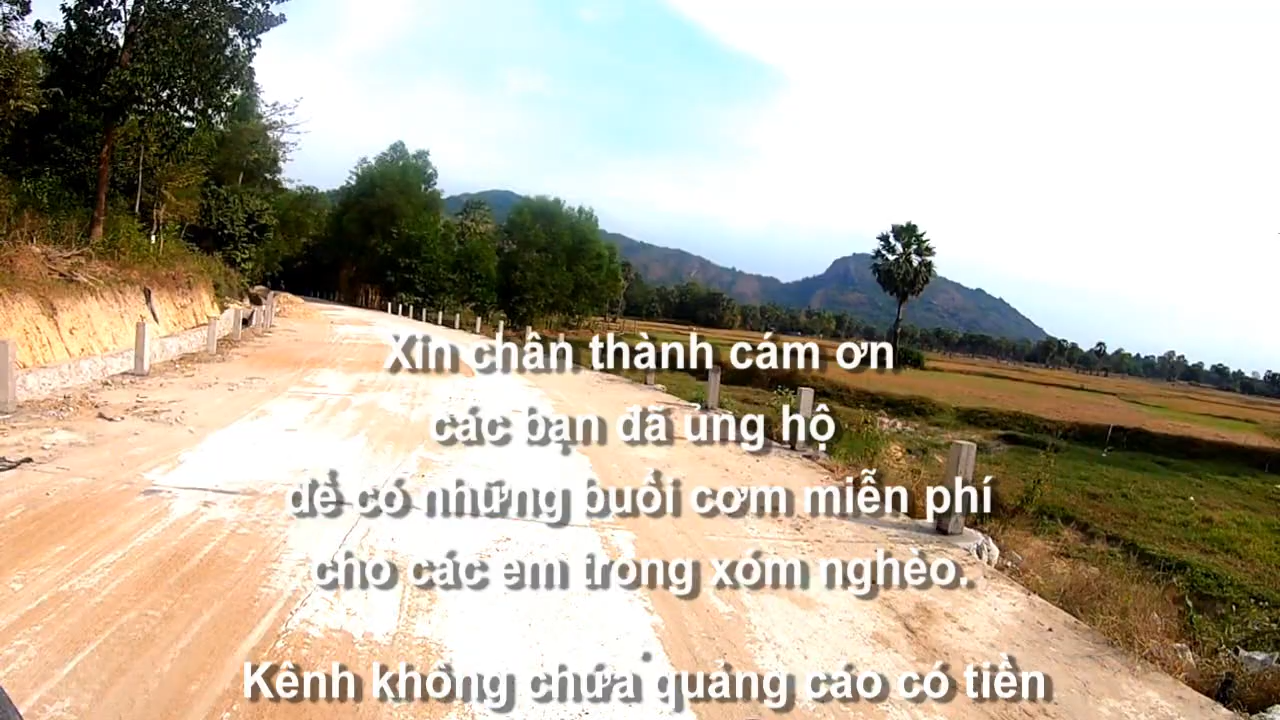 Xin chân thành cám ơn
các bạn đã ủng hộ
để có những buổi cơm miễn phí
cho các em trong xóm nghèo.
Kênh không chứa quảng cáo có tiền